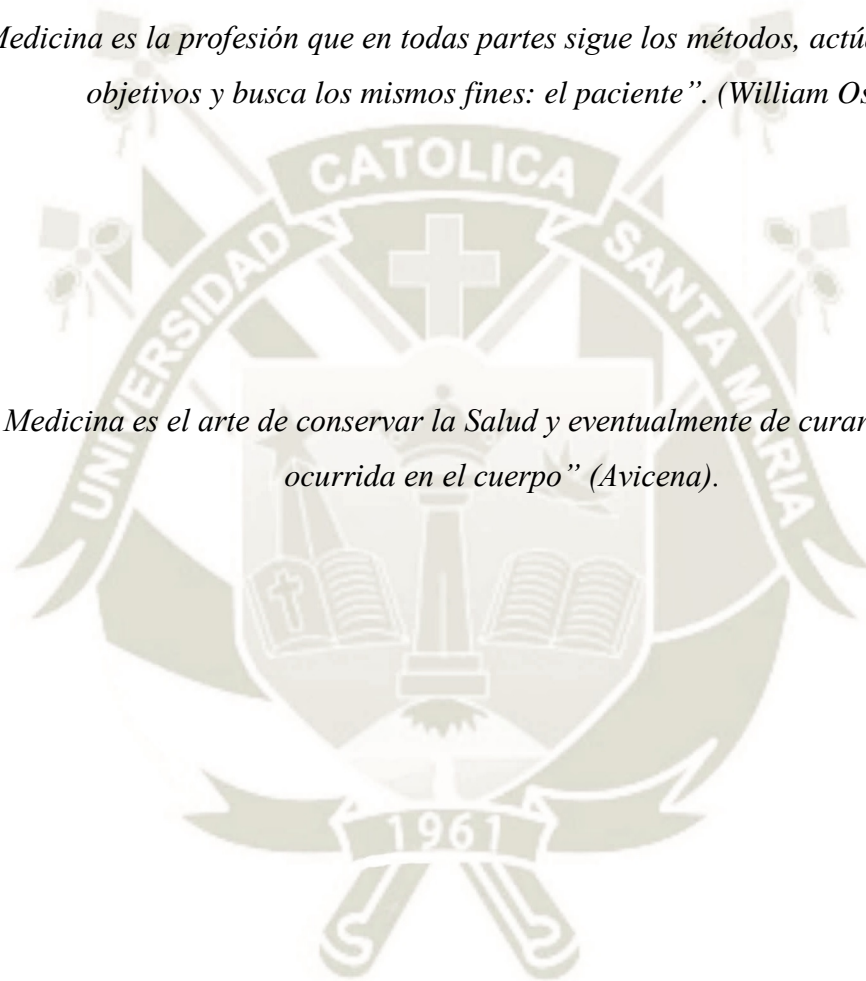 Medicina es la profesión que en todas partes sigue los métodos,
objetivos y busca los mismos fines: el paciente”. (William
UNIVERSIDAD
CATOLICA
SANTA MARIA
Medicina es el arte de conservar la Salud y eventualmente de curar
ocurrida en el cuerpo” (Avicena).
1961